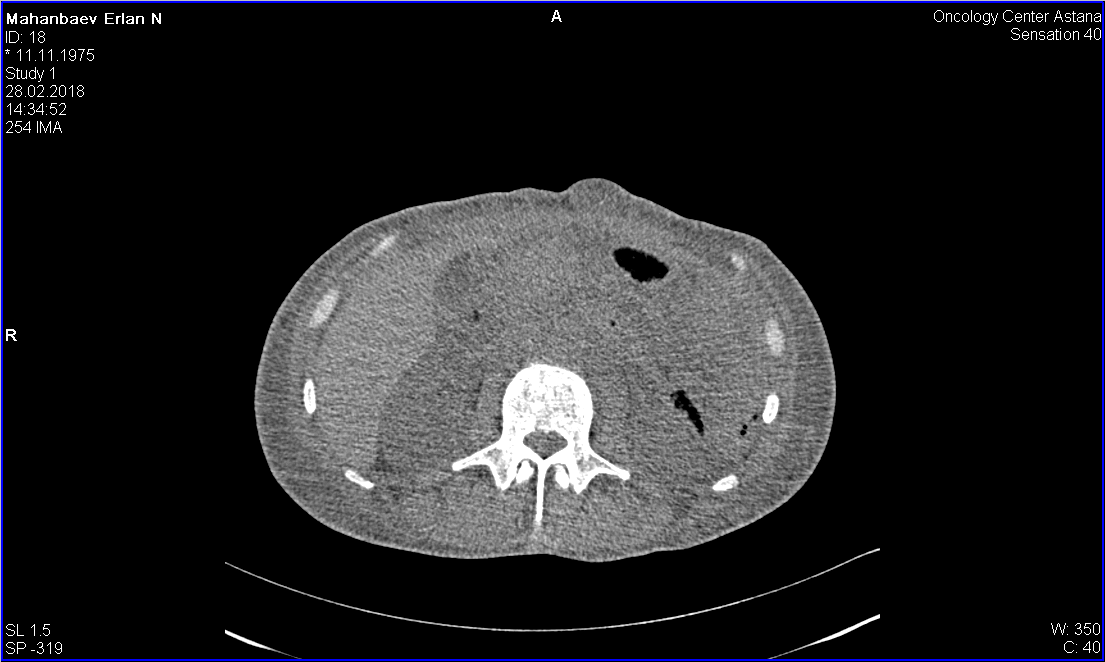 Mahanbaev Erlan N
ID: 18
* 11.11.1975
Study 1
28.02.2018
14:34:52
254 IMA
A
Oncology Center Astana
Sensation 40
R
SL 1.5
SP -319
W: 350
C: 40